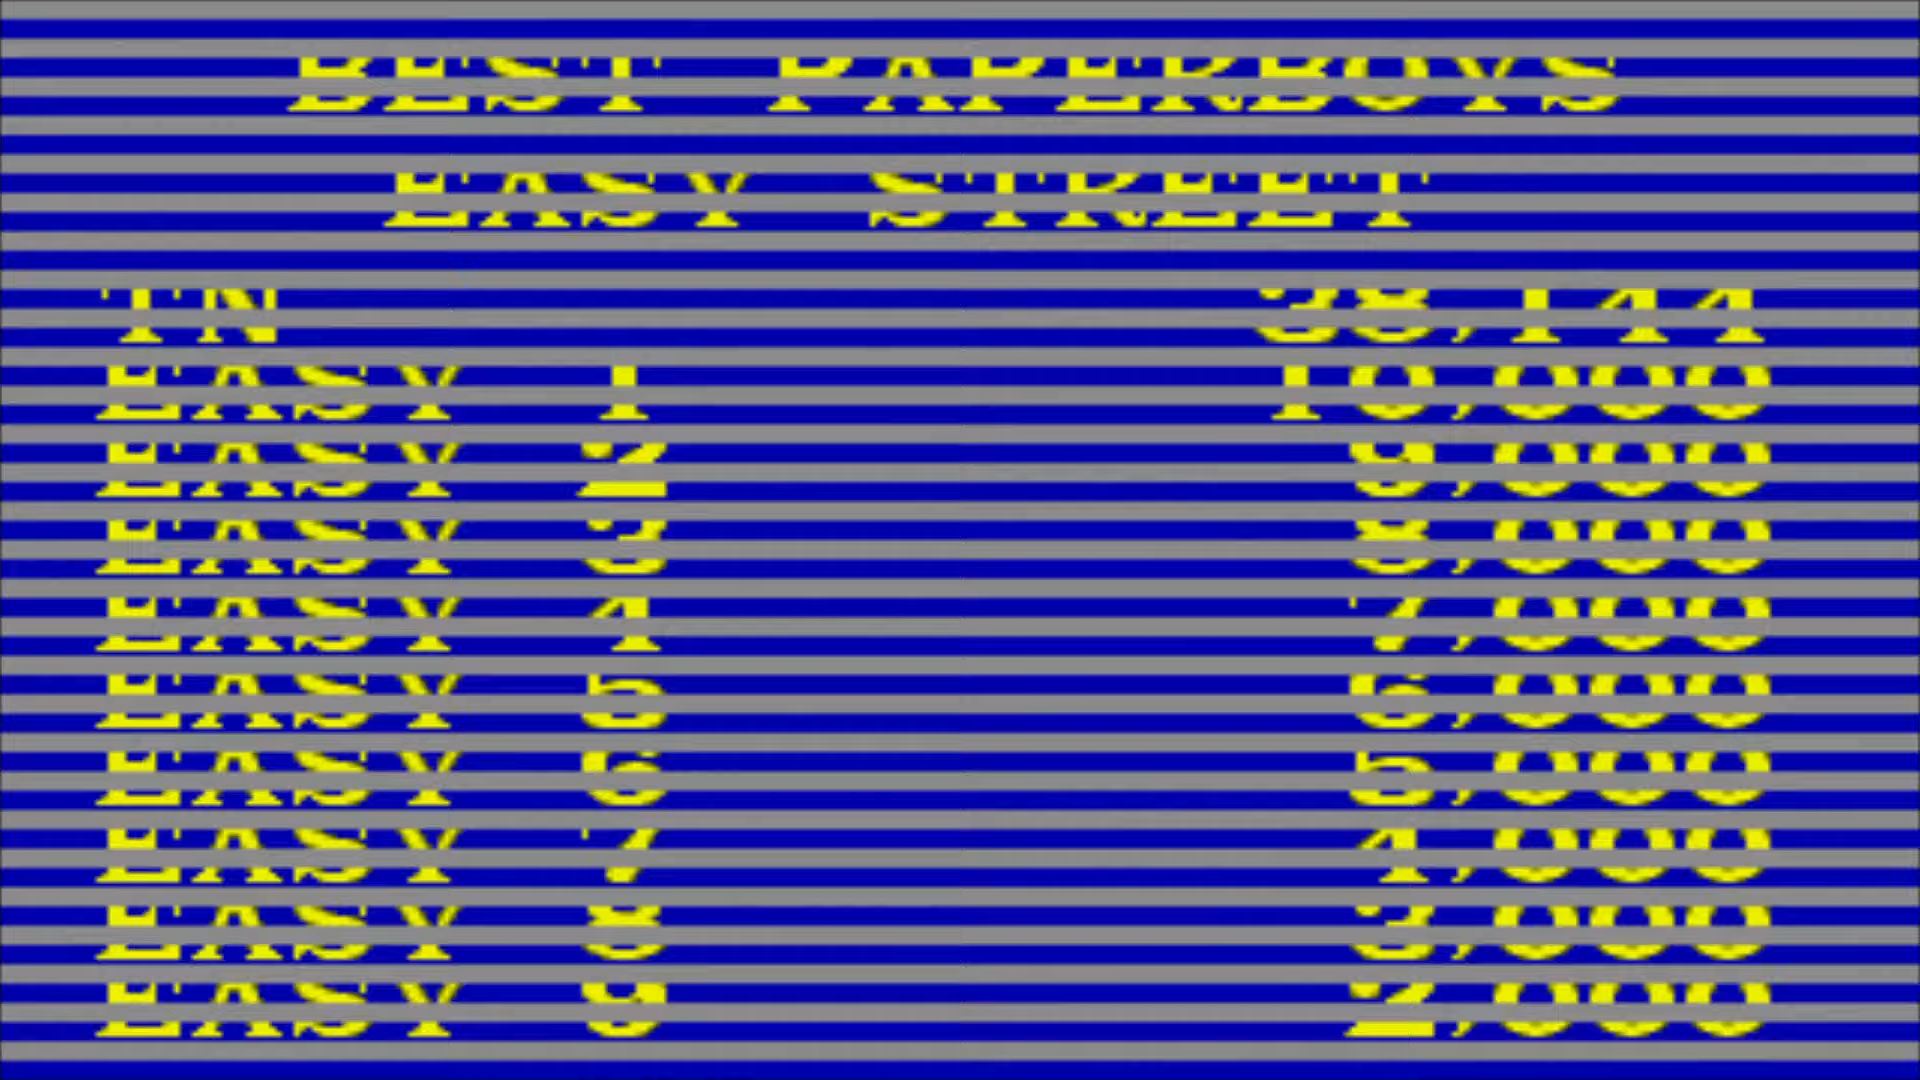 BEST PAPERBOYS
EASY STREET
TN 38,144
EASY 1 10,000
EASY 2 9,000
EASY 3 8,000
EASY 4 7,000
EASY 5 6,000
EASY 6 5,000
EASY 7 4,000
EASY 8 3,000
EASY 9 2,000